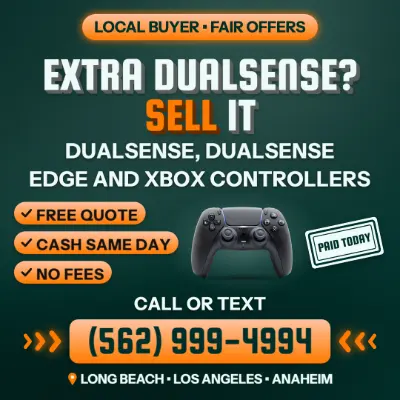 LOCAL BUYER • FAIR OFFERS
EXTRA DUALSENSE?
SELL IT
DUALSENSE, DUALSENSE
EDGE AND XBOX CONTROLLERS
FREE QUOTE
CASH SAME DAY
NO FEES
PAID TODAY
CALL OR TEXT
(562) 999-4994
LONG BEACH • LOS ANGELES • ANAHEIM